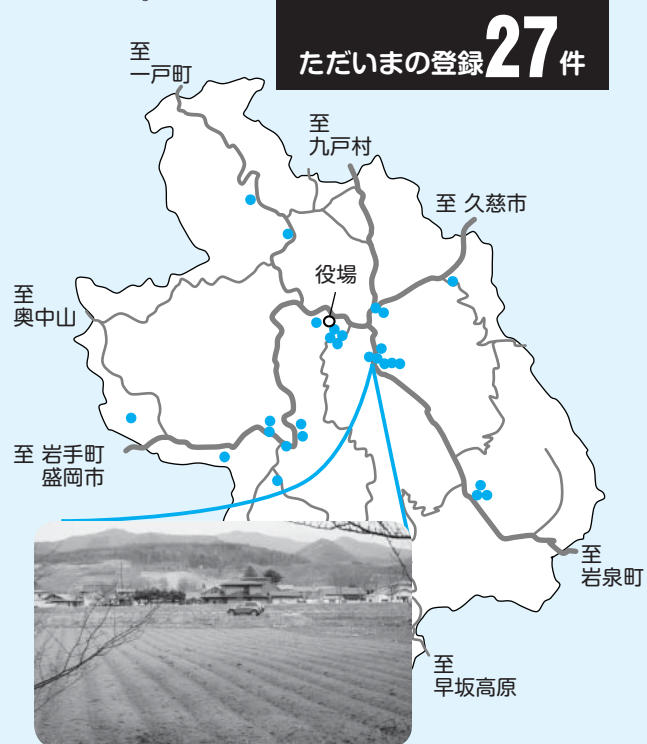 ただいまの登録27件
至
一戸町
至
九戸村
至 久慈市
役場
至
奥中山
至 岩手町
盛岡市
至
岩泉町
至
早坂高原